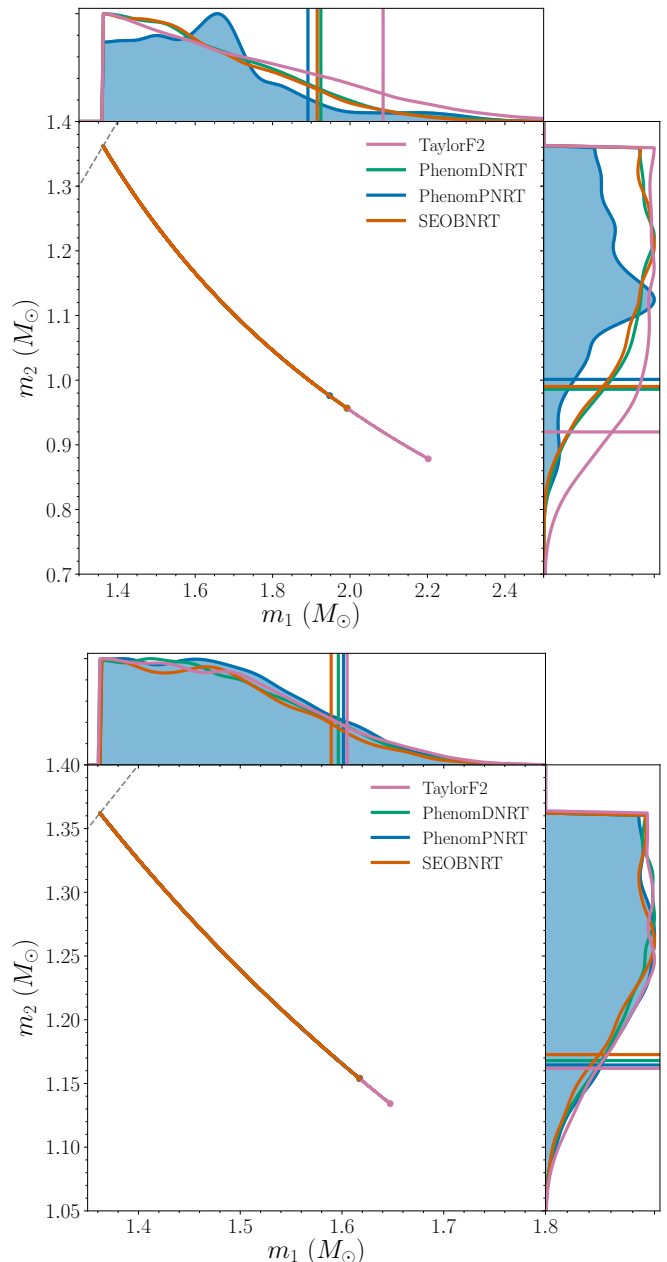 1.4
1.3
1.2
1.1
1.0
0.9
0.8
0.7
m₂ (M⊙)
TaylorF2
PhenomDNRT
PhenomPNRT
SEOBNRT
1.4 1.6 1.8 2.0 2.2 2.4
m₁ (M⊙)
1.40
1.35
1.30
1.25
1.20
1.15
1.10
1.05
m₂ (M⊙)
TaylorF2
PhenomDNRT
PhenomPNRT
SEOBNRT
1.4 1.5 1.6 1.7 1.8
m₁ (M⊙)